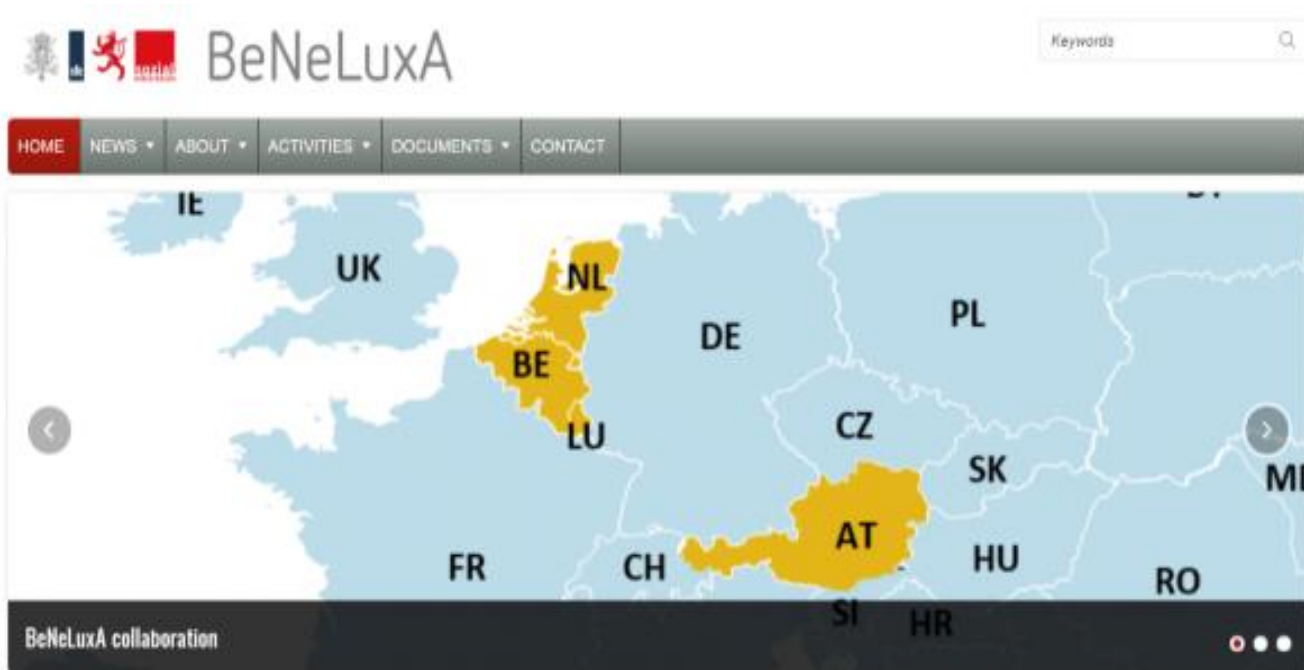 BeNeLuxA
Keywords
HOME NEWS ABOUT ACTIVITIES DOCUMENTS CONTACT
IE
UK
NL
DE
PL
BE
LU
CZ
SK
AT
FR
CH
HU
RO
SI
HR
BeNeLuxA collaboration